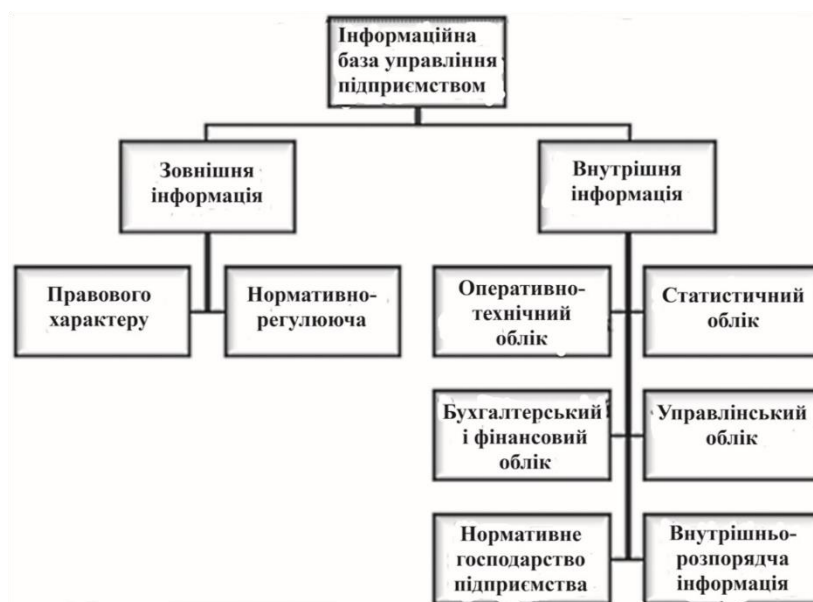 Інформаційна
база управління
підприємством
Зовнішня
інформація
Внутрішня
інформація
Правового
характеру
Нормативно-
регулююча
Оперативно-
технічний
облік
Статистичний
облік
Бухгалтерський
і фінансовий
облік
Управлінський
облік
Нормативне
господарство
підприємства
Внутрішньо-
розпорядча
інформація